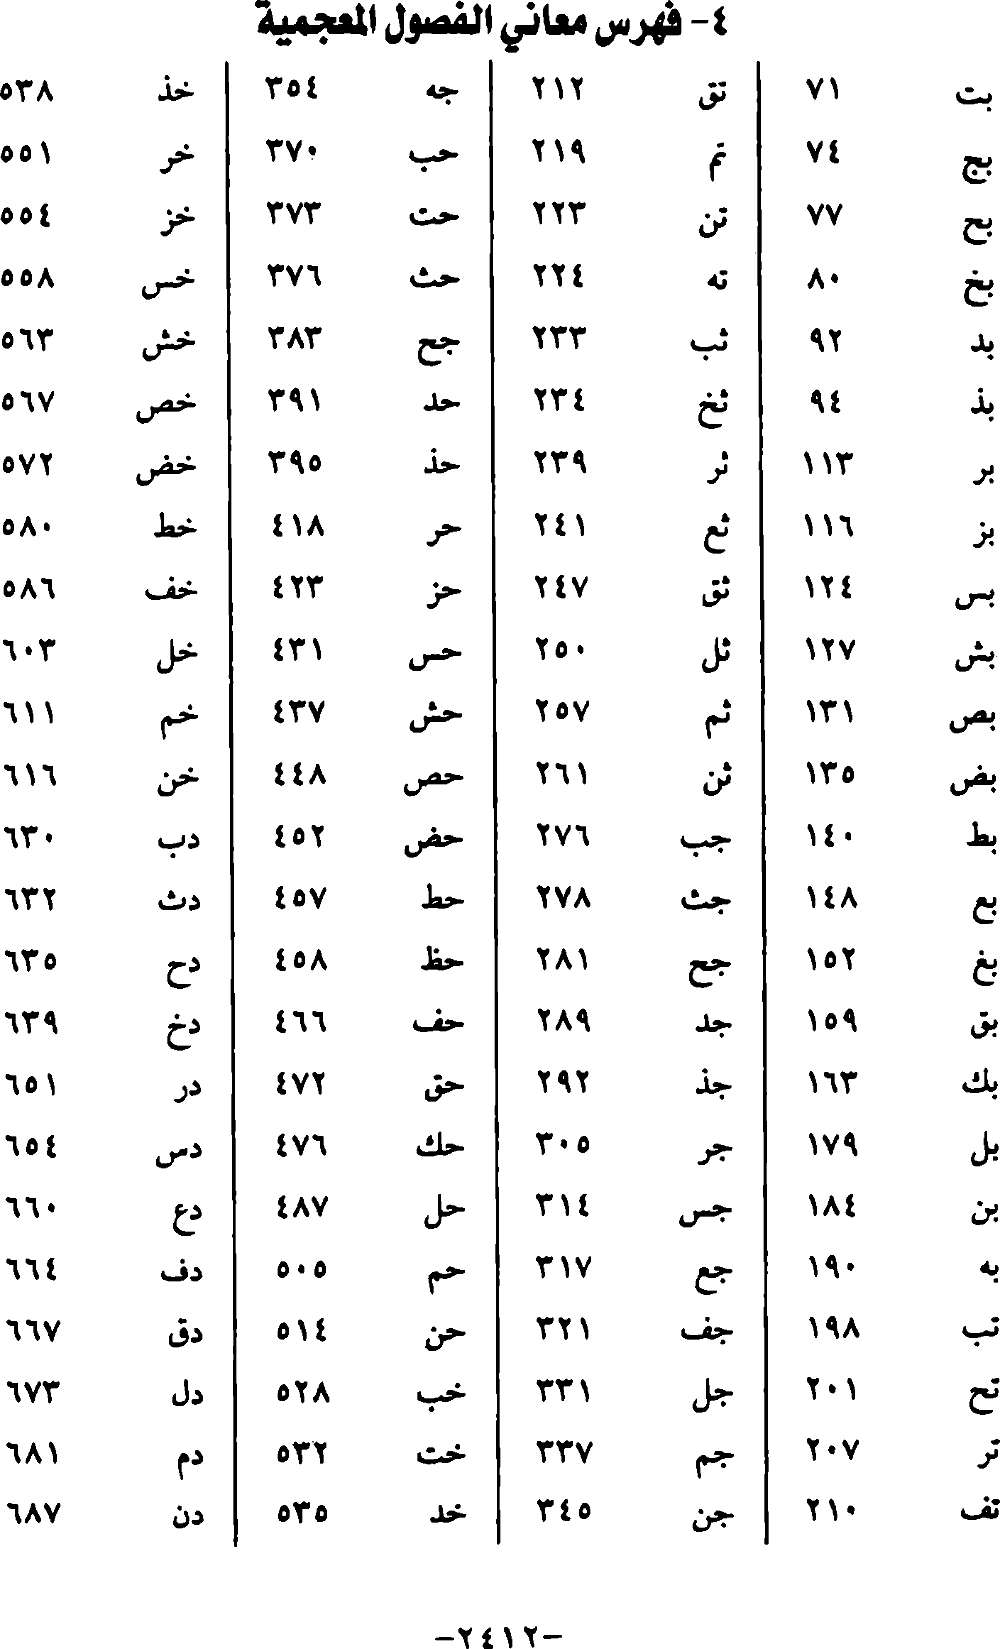 ٤- فهرس معاني الفصول المعجمية
بت ٧١
بج ٧٤
بح ٧٧
بخ ٨٠
بد ٩٢
بذ ٩٤
بر ١١٣
بز ١١٦
بس ١٢٤
بش ١٢٧
بص ١٣١
بض ١٣٥
بط ١٤٠
بع ١٤٨
بغ ١٥٢
بق ١٥٩
بك ١٦٣
بل ١٧٩
بن ١٨٤
به ١٩٠
تب ١٩٨
تح ٢٠١
تر ٢٠٧
تف ٢١٠
تق ٢١٢
تم ٢١٩
تن ٢٢٣
ته ٢٢٤
ثب ٢٣٣
ثخ ٢٣٤
ثر ٢٣٩
ثع ٢٤١
ثق ٢٤٧
ثل ٢٥٠
ثم ٢٥٧
ثن ٢٦١
جب ٢٧٦
جث ٢٧٨
جح ٢٨١
جد ٢٨٩
جذ ٢٩٢
جر ٣٠٥
جس ٣١٤
جع ٣١٧
جف ٣٢١
جل ٣٣١
جم ٣٣٧
جن ٣٤٥
جه ٣٥٤
حب ٣٧٠
حت ٣٧٣
حث ٣٧٦
حج ٣٨٣
حد ٣٩١
حذ ٣٩٥
حر ٤١٨
حز ٤٢٣
حس ٤٣١
حش ٤٣٧
حص ٤٤٨
حض ٤٥٢
حط ٤٥٧
حظ ٤٥٨
حف ٤٦٦
حق ٤٧٢
حك ٤٧٦
حل ٤٨٧
حم ٥٠٥
حن ٥١٤
خب ٥٢٨
خت ٥٣٢
خد ٥٣٥
خذ ٥٣٨
خر ٥٥١
خز ٥٥٤
خس ٥٥٨
خش ٥٦٣
خص ٥٦٧
خض ٥٧٢
خط ٥٨٠
خف ٥٨٦
خل ٦٠٣
خم ٦١١
خن ٦١٦
دب ٦٣٠
دث ٦٣٢
دح ٦٣٥
دخ ٦٣٩
در ٦٥١
دس ٦٥٤
دع ٦٦٠
دف ٦٦٤
دق ٦٦٧
دل ٦٧٣
دم ٦٨١
دن ٦٨٧
-٢٤١٢-